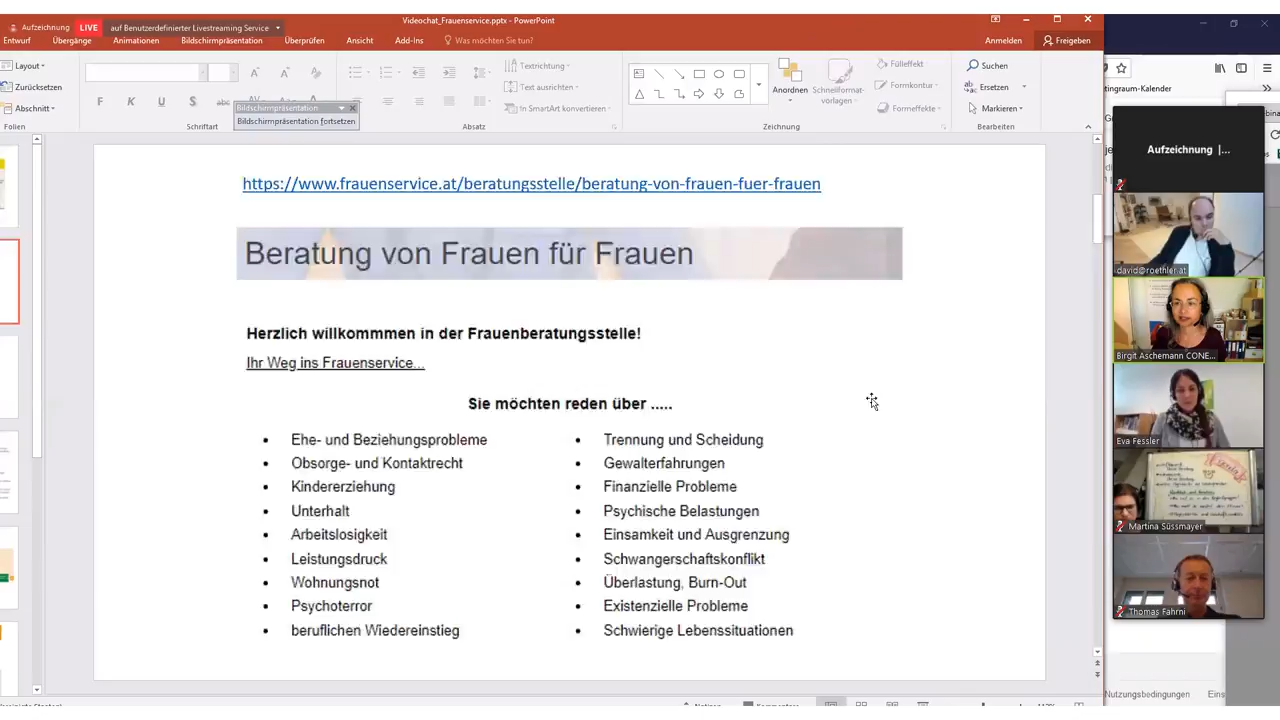 Aufzeichnung LIVE auf Benutzerdefinierter Livestreaming Service
Videochat_Frauenservice.pptx - PowerPoint
Entwurf Übergänge Animationen Bildschirmpräsentation Überprüfen Ansicht Add-Ins Was möchten Sie tun? Anmelden Freigeben
Layout
Zurücksetzen
Abschnitt
Folien
F K U S abc
Schriftart
Bildschirmpräsentation
Bildschirmpräsentation fortsetzen
Textrichtung
Text ausrichten
In SmartArt konvertieren
Absatz
Anordnen
Schnellformat-
vorlagen
Fülleffekt
Formkontur
Formeffekte
Zeichnung
Suchen
Ersetzen
Markieren
Bearbeiten
https://www.frauenservice.at/beratungsstelle/beratung-von-frauen-fuer-frauen
Beratung von Frauen für Frauen
Herzlich willkommmen in der Frauenberatungsstelle!
Ihr Weg ins Frauenservice...
Sie möchten reden über .....
• Ehe- und Beziehungsprobleme
• Obsorge- und Kontaktrecht
• Kindererziehung
• Unterhalt
• Arbeitslosigkeit
• Leistungsdruck
• Wohnungsnot
• Psychoterror
• beruflichen Wiedereinstieg
• Trennung und Scheidung
• Gewalterfahrungen
• Finanzielle Probleme
• Psychische Belastungen
• Einsamkeit und Ausgrenzung
• Schwangerschaftskonflikt
• Überlastung, Burn-Out
• Existenzielle Probleme
• Schwierige Lebenssituationen
tingraum-Kalender
Aufzeichnung |...
david@roethler.at
Birgit Aschemann CONE...
Eva Fessler
Martina Süssmayer
Thomas Fahrni
Nutzungsbedingungen
Eins